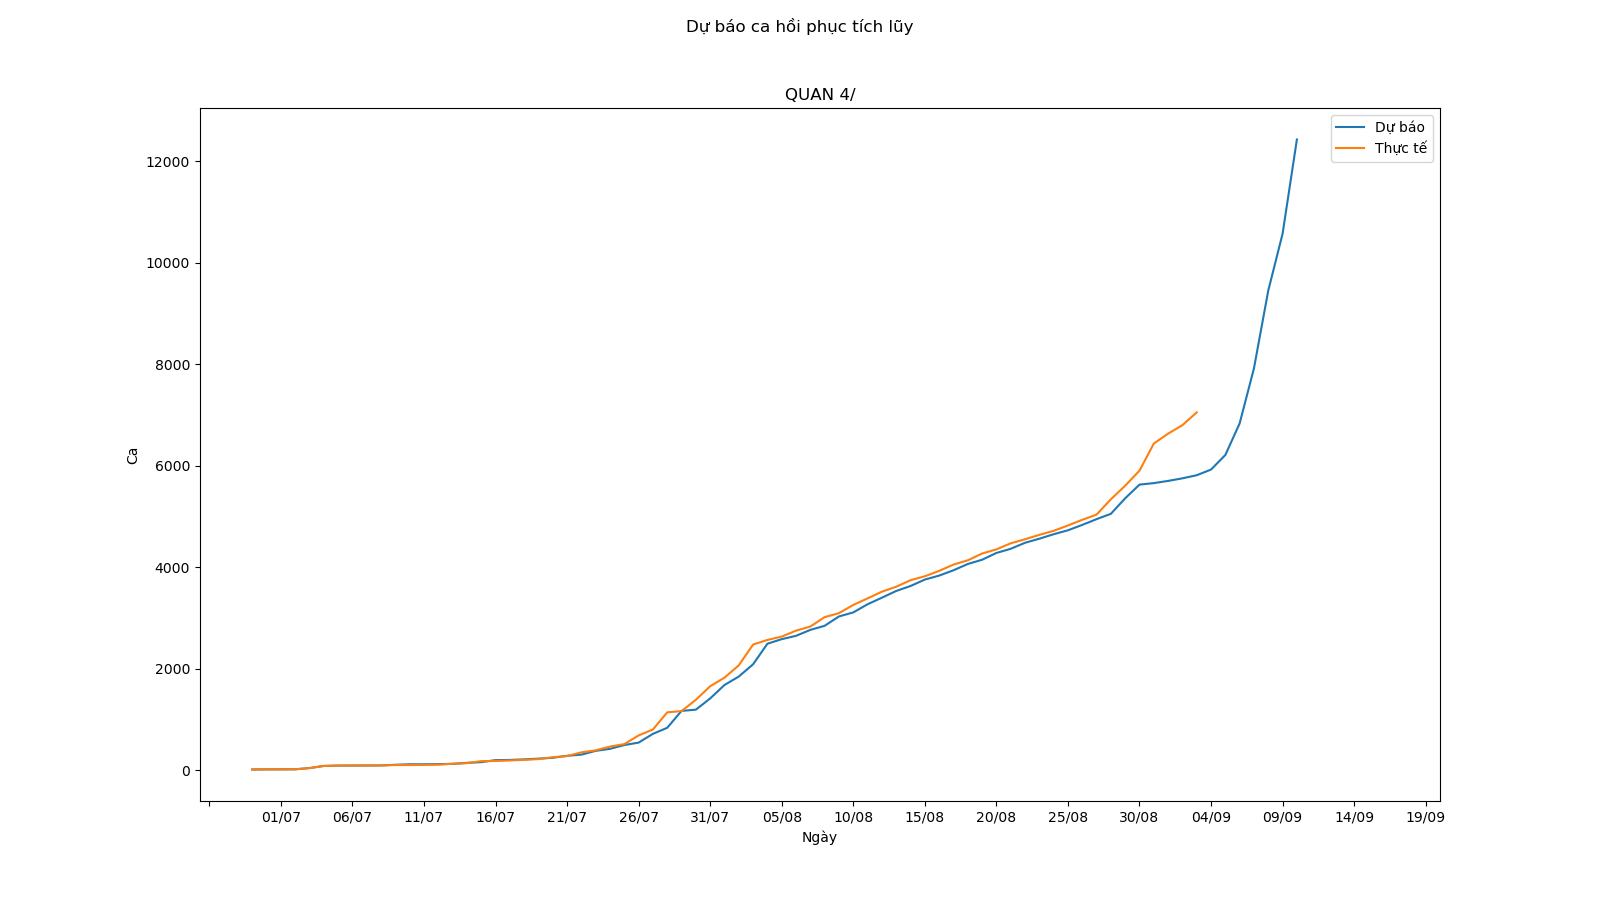 Dự báo ca hồi phục tích lũy
QUAN 4/
Dự báo
Thực tế
12000
10000
8000
6000
4000
2000
0
Ca
01/07 06/07 11/07 16/07 21/07 26/07 31/07 05/08 10/08 15/08 20/08 25/08 30/08 04/09 09/09 14/09 19/09
Ngày